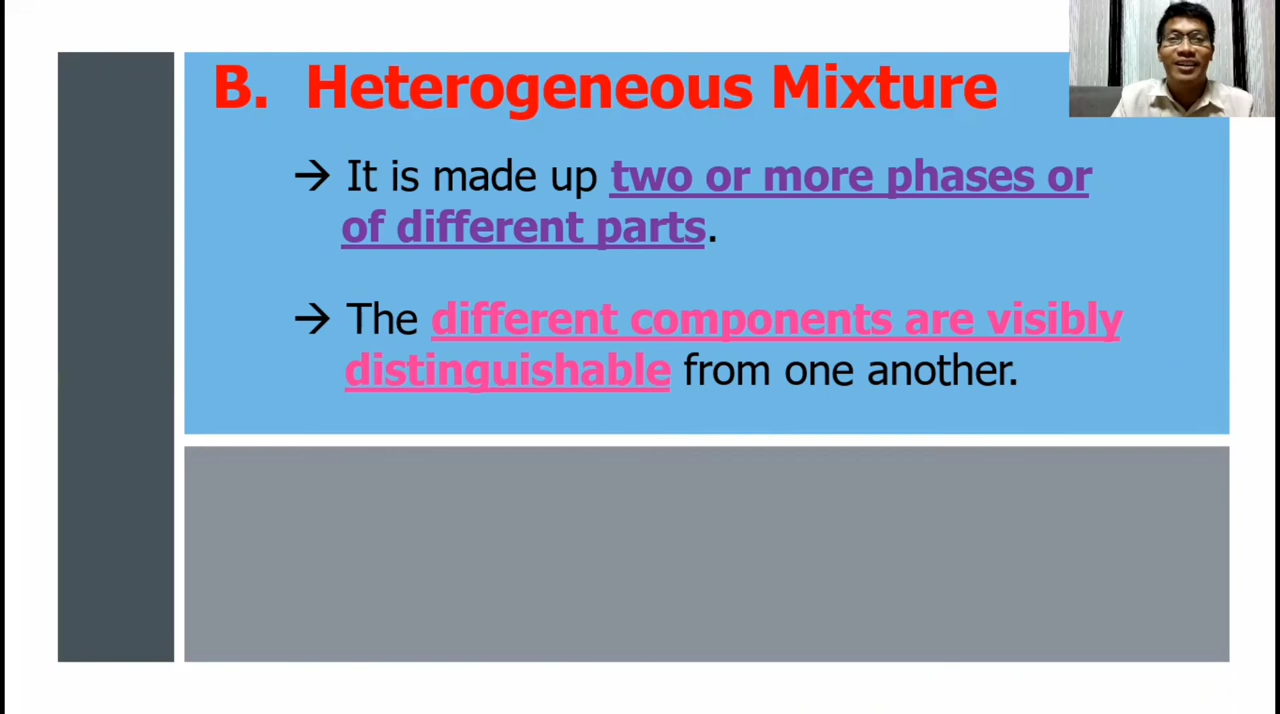 B. Heterogeneous Mixture
→ It is made up two or more phases or
of different parts.
→ The different components are visibly
distinguishable from one another.